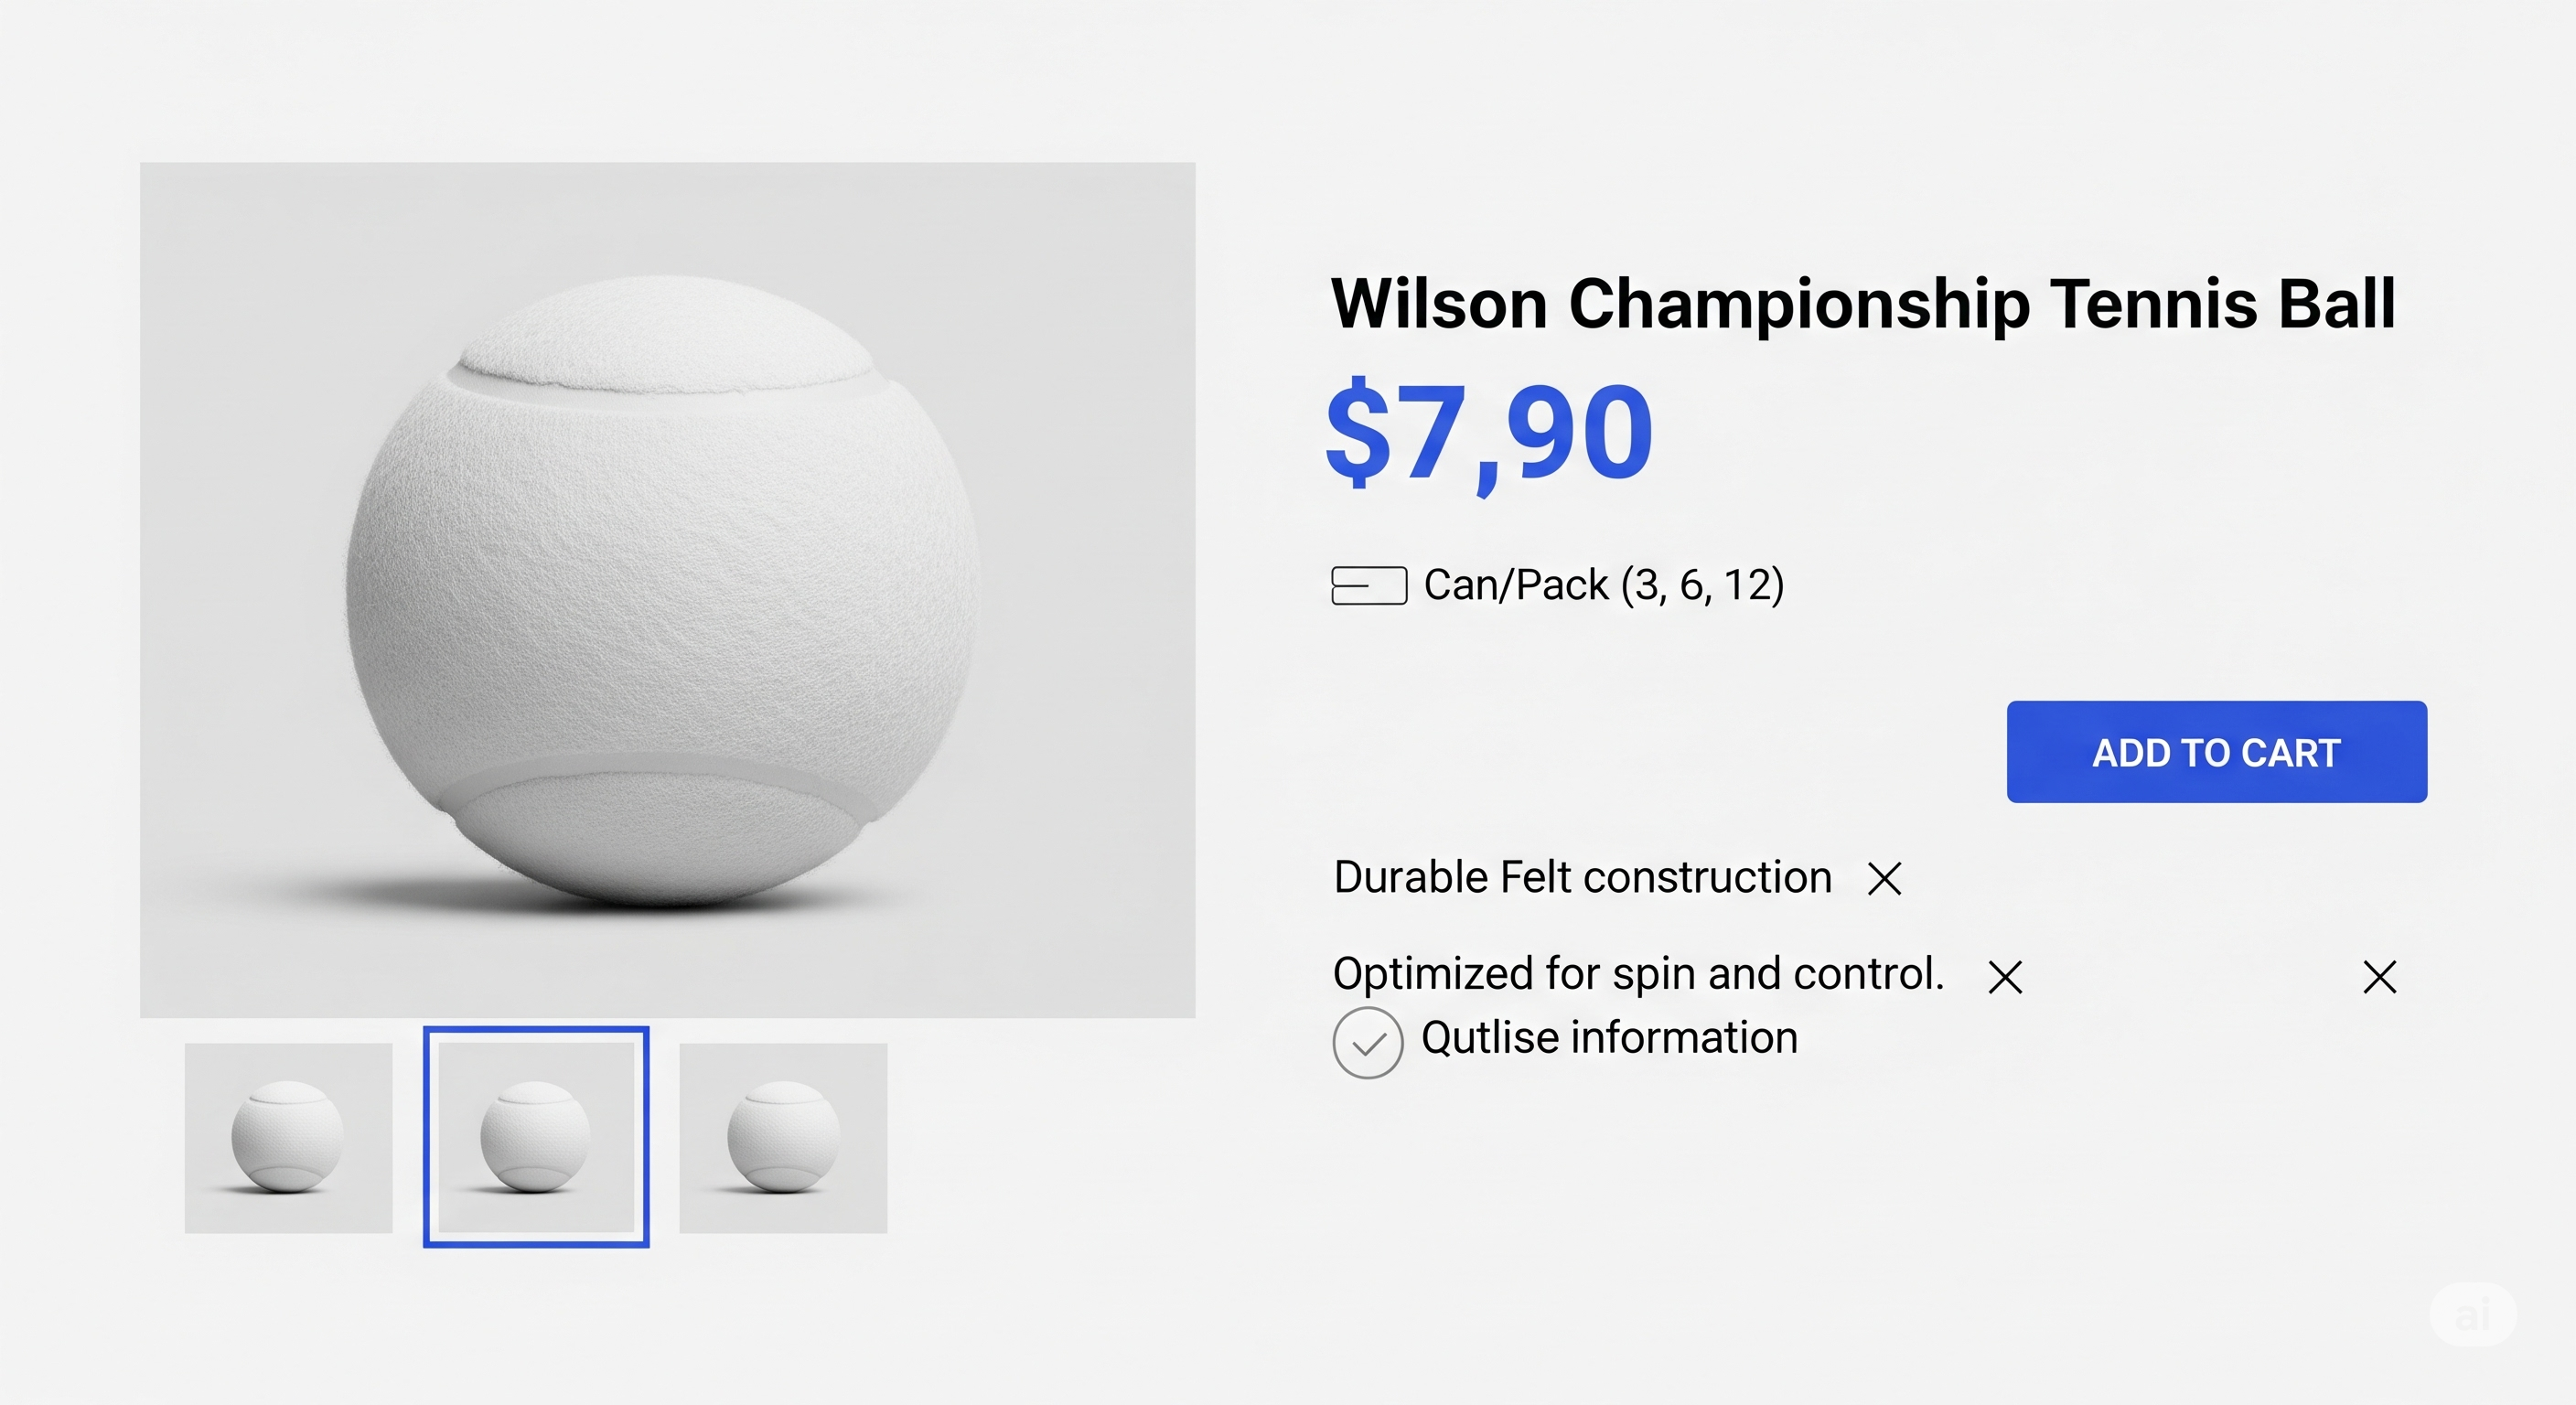 Wilson Championship Tennis Ball
$7,90
Can/Pack (3, 6, 12)
ADD TO CART
Durable Felt construction
Optimized for spin and control.
Qutlise information
ai